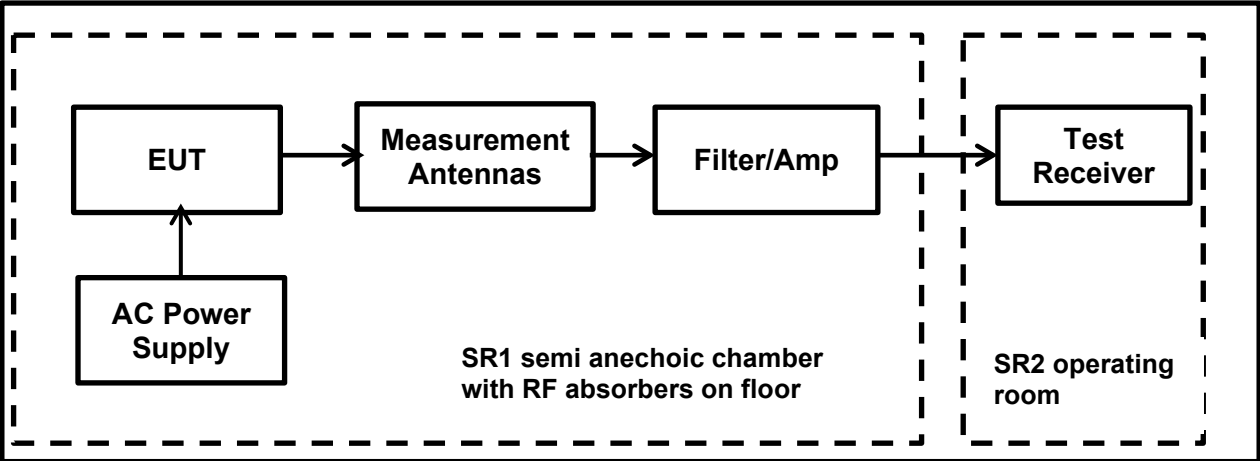 EUT
Measurement
Antennas
Filter/Amp
Test
Receiver
AC Power
Supply
SR1 semi anechoic chamber
with RF absorbers on floor
SR2 operating
room